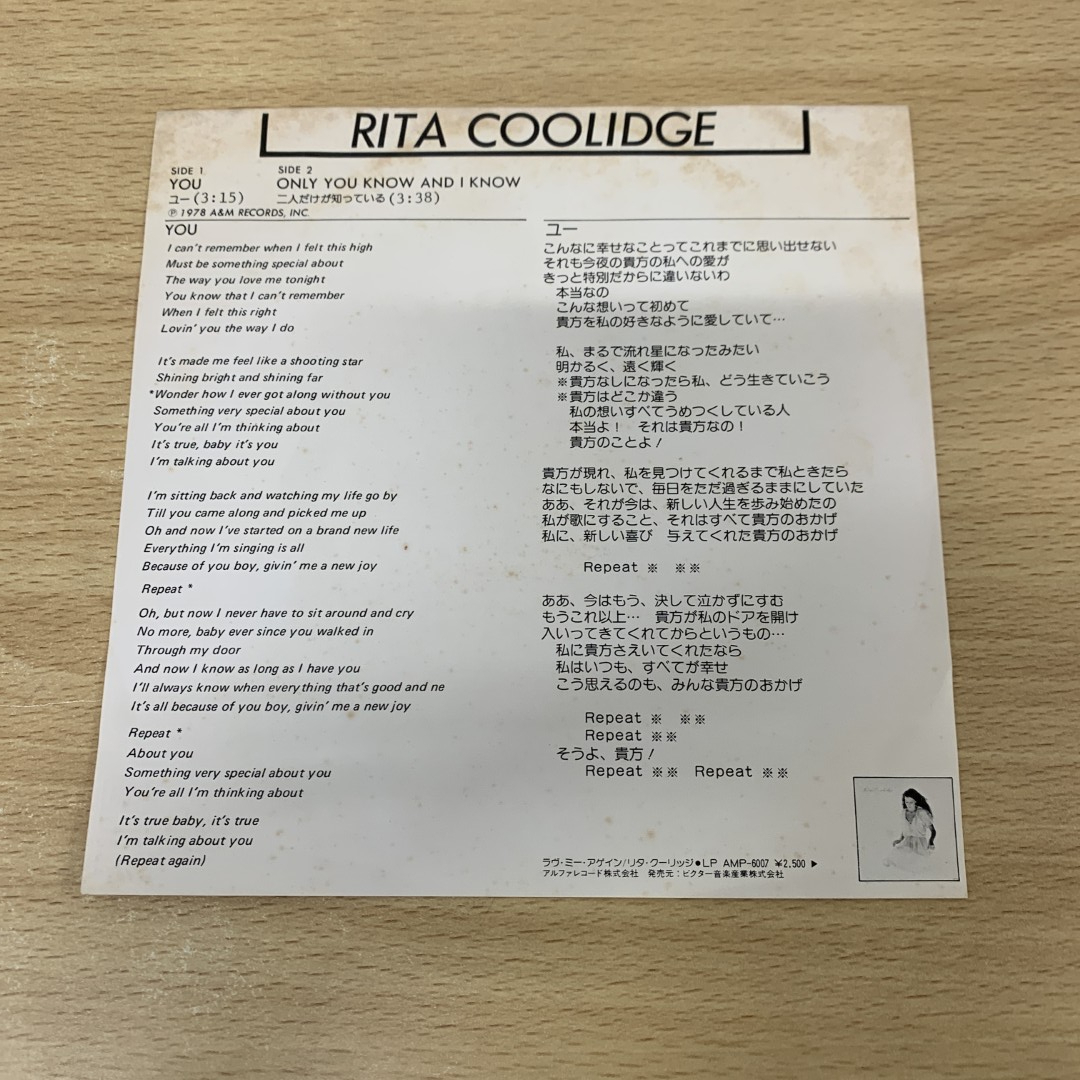 RITA COOLIDGE
SIDE 1
YOU
ユー(3:15)
SIDE 2
ONLY YOU KNOW AND I KNOW
二人だけが知っている(3:38)
℗ 1978 A&M RECORDS, INC.
YOU
I can't remember when I felt this high
Must be something special about
The way you love me tonight
You know that I can't remember
When I felt this right
Lovin' you the way I do
It's made me feel like a shooting star
Shining bright and shining far
*Wonder how I ever got along without you
Something very special about you
You're all I'm thinking about
It's true, baby it's you
I'm talking about you
I'm sitting back and watching my life go by
Till you came along and picked me up
Oh and now I've started on a brand new life
Everything I'm singing is all
Because of you boy, givin' me a new joy
Repeat *
Oh, but now I never have to sit around and cry
No more, baby ever since you walked in
Through my door
And now I know as long as I have you
I'll always know when everything that's good and ne
It's all because of you boy, givin' me a new joy
Repeat *
About you
Something very special about you
You're all I'm thinking about
It's true baby, it's true
I'm talking about you
(Repeat again)
ユー
こんなに幸せなことってこれまでに思い出せない
それも今夜の貴方の私への愛が
きっと特別だからに違いないわ
本当なの
こんな想いって初めて
貴方を私の好きなように愛していて…
私、まるで流れ星になったみたい
明かるく、遠く輝く
※貴方なしになったら私、どう生きていこう
※貴方はどこか違う
私の想いすべてうめつくしている人
本当よ！ それは貴方なの！
貴方のことよ！
貴方が現れ、私を見つけてくれるまで私ときたら
なにもしないで、毎日をただ過ぎるままにしていた
ああ、それが今は、新しい人生を歩み始めたの
私が歌にすること、それはすべて貴方のおかげ
私に、新しい喜び 与えてくれた貴方のおかげ
Repeat ※ ※※
ああ、今はもう、決して泣かずにすむ
もうこれ以上… 貴方が私のドアを開け
入いってきてくれてからというもの…
私に貴方さえいてくれたなら
私はいつも、すべてが幸せ
こう思えるのも、みんな貴方のおかげ
Repeat ※ ※※
Repeat ※※
そうよ、貴方！
Repeat ※※ Repeat ※※
ラヴ・ミー・アゲイン/リタ・クーリッジ●LP AMP-6007 ¥2,500 ▶
アルファレコード株式会社 発売元：ビクター音楽産業株式会社